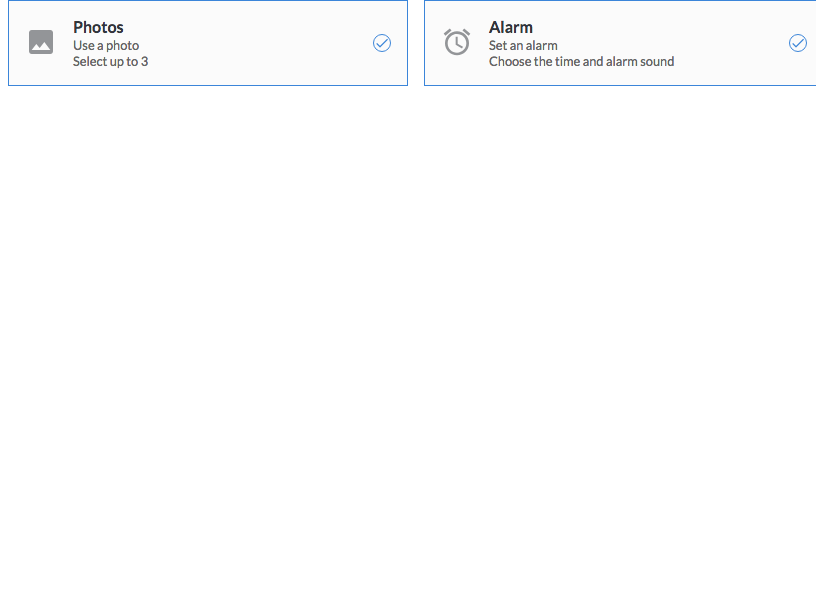 Photos
Use a photo
Select up to 3
Alarm
Set an alarm
Choose the time and alarm sound